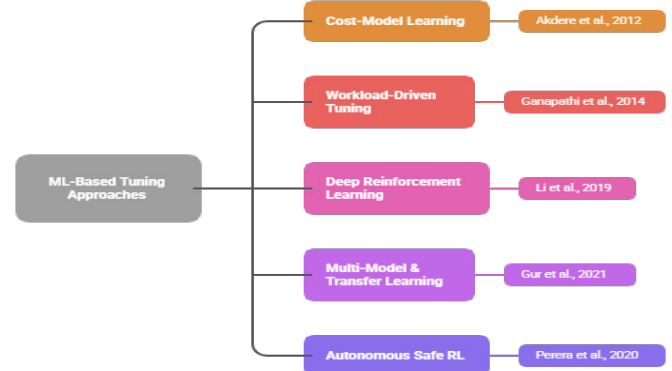 Cost-Model Learning
Akdere et al., 2012
Workload-Driven
Tuning
Ganapathi et al., 2014
ML-Based Tuning
Approaches
Deep Reinforcement
Learning
Li et al., 2019
Multi-Model &
Transfer Learning
Gur et al., 2021
Autonomous Safe RL
Perera et al., 2020